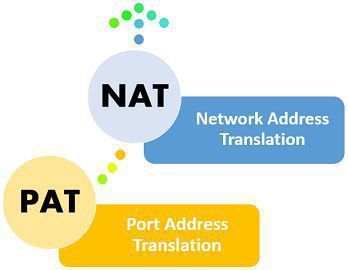 NAT
Network Address
Translation
PAT
Port Address
Translation